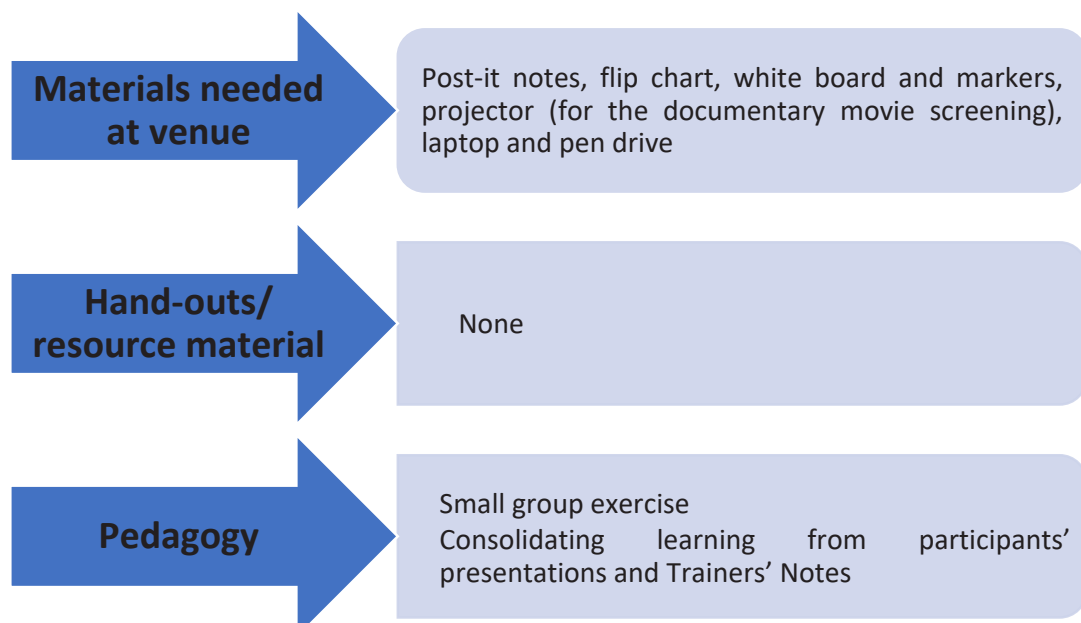 Materials needed
at venue
Post-it notes, flip chart, white board and markers,
projector (for the documentary movie screening),
laptop and pen drive
Hand-outs/
resource material
None
Pedagogy
Small group exercise
Consolidating learning from participants’
presentations and Trainers’ Notes